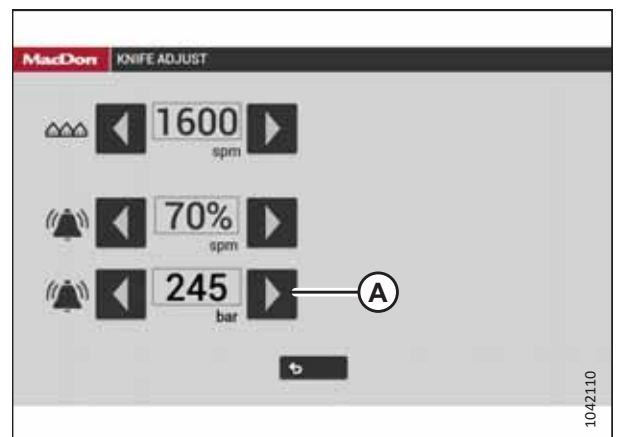 MacDon KNIFE ADJUST
1600
spm
70%
spm
245
bar
A
1042110